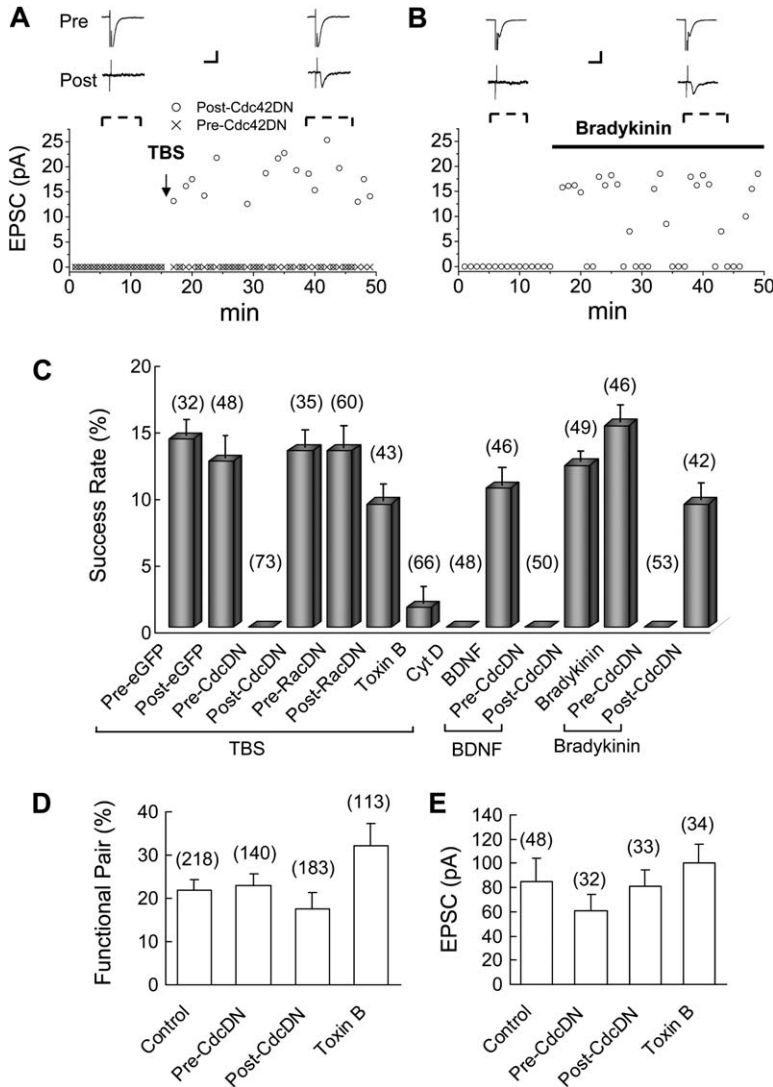 A
Pre
Post
Post-Cdc42DN
Pre-Cdc42DN
TBS
EPSC (pA)
25
20
15
10
5
0
0 10 20 30 40 50
min
B
Bradykinin
25
20
15
10
5
0
0 10 20 30 40 50
min
C
Success Rate (%)
20
15
10
5
0
(32) (48) (73) (35) (60) (43) (66) (48) (46) (50) (49) (46) (53) (42)
Pre-eGFP
Post-eGFP
Pre-CdcDN
Post-CdcDN
Pre-RacDN
Post-RacDN
Toxin B
Cyt D
BDNF
Pre-CdcDN
Post-CdcDN
Bradykinin
Pre-CdcDN
Post-CdcDN
TBS
BDNF
Bradykinin
D
Functional Pair (%)
40
30
20
10
0
(218) (140) (183) (113)
Control
Pre-CdcDN
Post-CdcDN
Toxin B
E
EPSC (pA)
140
120
100
80
60
40
20
0
(48) (32) (33) (34)
Control
Pre-CdcDN
Post-CdcDN
Toxin B